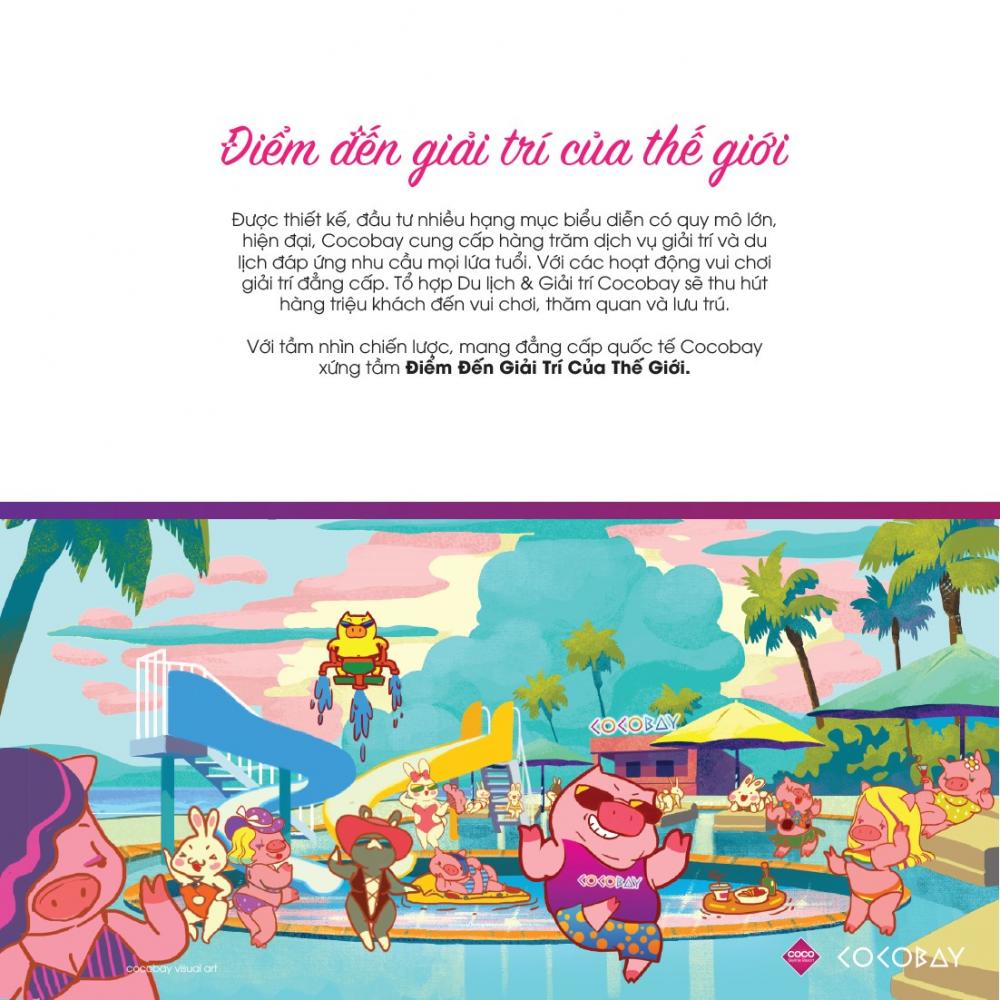 Điểm đến giải trí của thế giới
Được thiết kế, đầu tư nhiều hạng mục biểu diễn có quy mô lớn,
hiện đại, Cocobay cung cấp hàng trăm dịch vụ giải trí và du
lịch đáp ứng nhu cầu mọi lứa tuổi. Với các hoạt động vui chơi
giải trí đẳng cấp. Tổ hợp Du lịch & Giải trí Cocobay sẽ thu hút
hàng triệu khách đến vui chơi, thăm quan và lưu trú.
Với tầm nhìn chiến lược, mang đẳng cấp quốc tế Cocobay
xứng tầm Điểm Đến Giải Trí Của Thế Giới.
COCOBAY
COCOBAY
cocobay visual art
COCO
COCOBAY